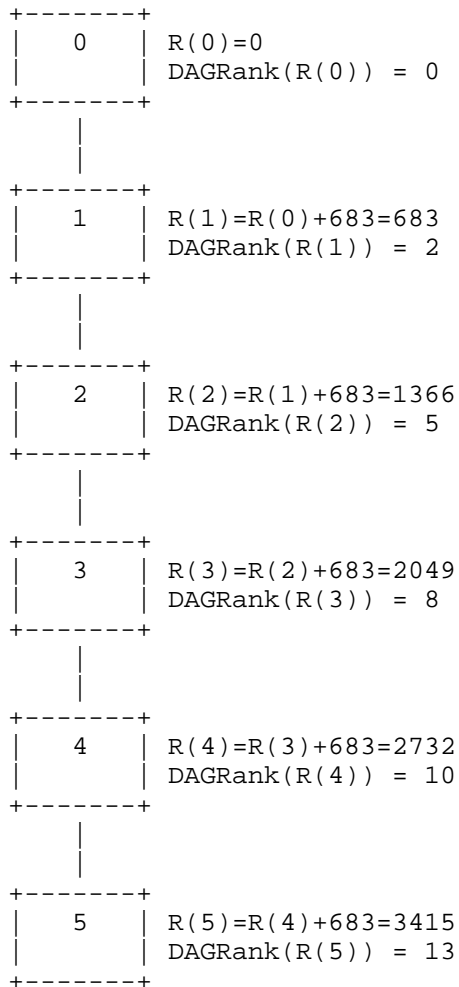 0 R(0)=0
DAGRank(R(0)) = 0
1 R(1)=R(0)+683=683
DAGRank(R(1)) = 2
2 R(2)=R(1)+683=1366
DAGRank(R(2)) = 5
3 R(3)=R(2)+683=2049
DAGRank(R(3)) = 8
4 R(4)=R(3)+683=2732
DAGRank(R(4)) = 10
5 R(5)=R(4)+683=3415
DAGRank(R(5)) = 13